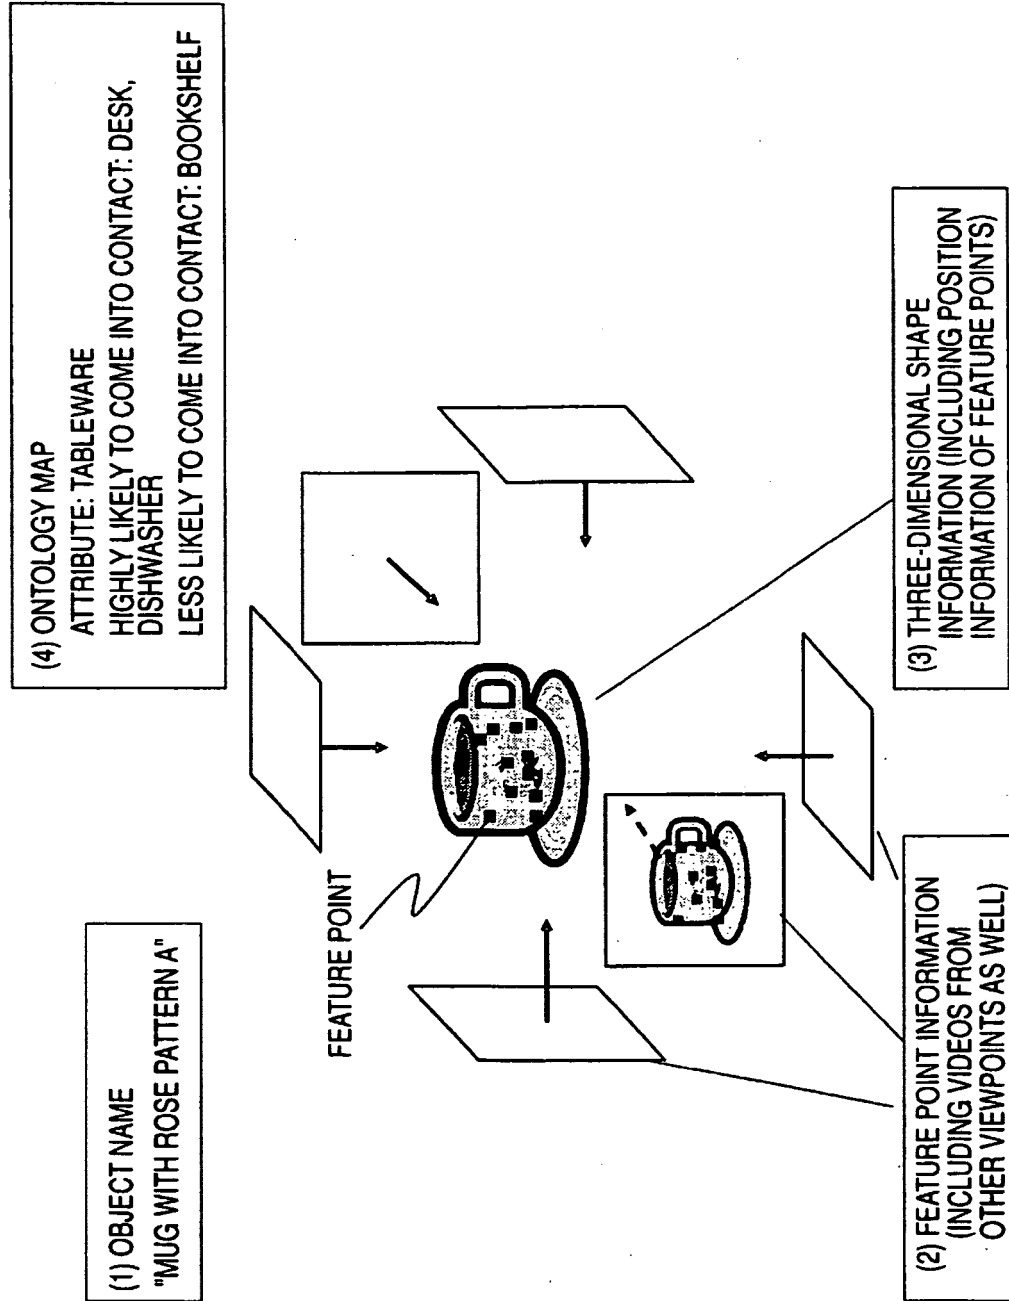 (1) OBJECT NAME
"MUG WITH ROSE PATTERN A"
(4) ONTOLOGY MAP
ATTRIBUTE: TABLEWARE
HIGHLY LIKELY TO COME INTO CONTACT: DESK,
DISHWASHER
LESS LIKELY TO COME INTO CONTACT: BOOKSHELF
FEATURE POINT
(2) FEATURE POINT INFORMATION
(INCLUDING VIDEOS FROM
OTHER VIEWPOINTS AS WELL)
(3) THREE-DIMENSIONAL SHAPE
INFORMATION (INCLUDING POSITION
INFORMATION OF FEATURE POINTS)